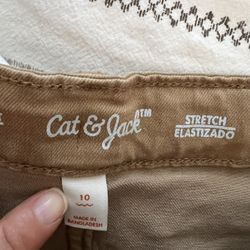 Cat & Jack™
STRETCH
ELASTIZADO
10
MADE IN
BANGLADESH